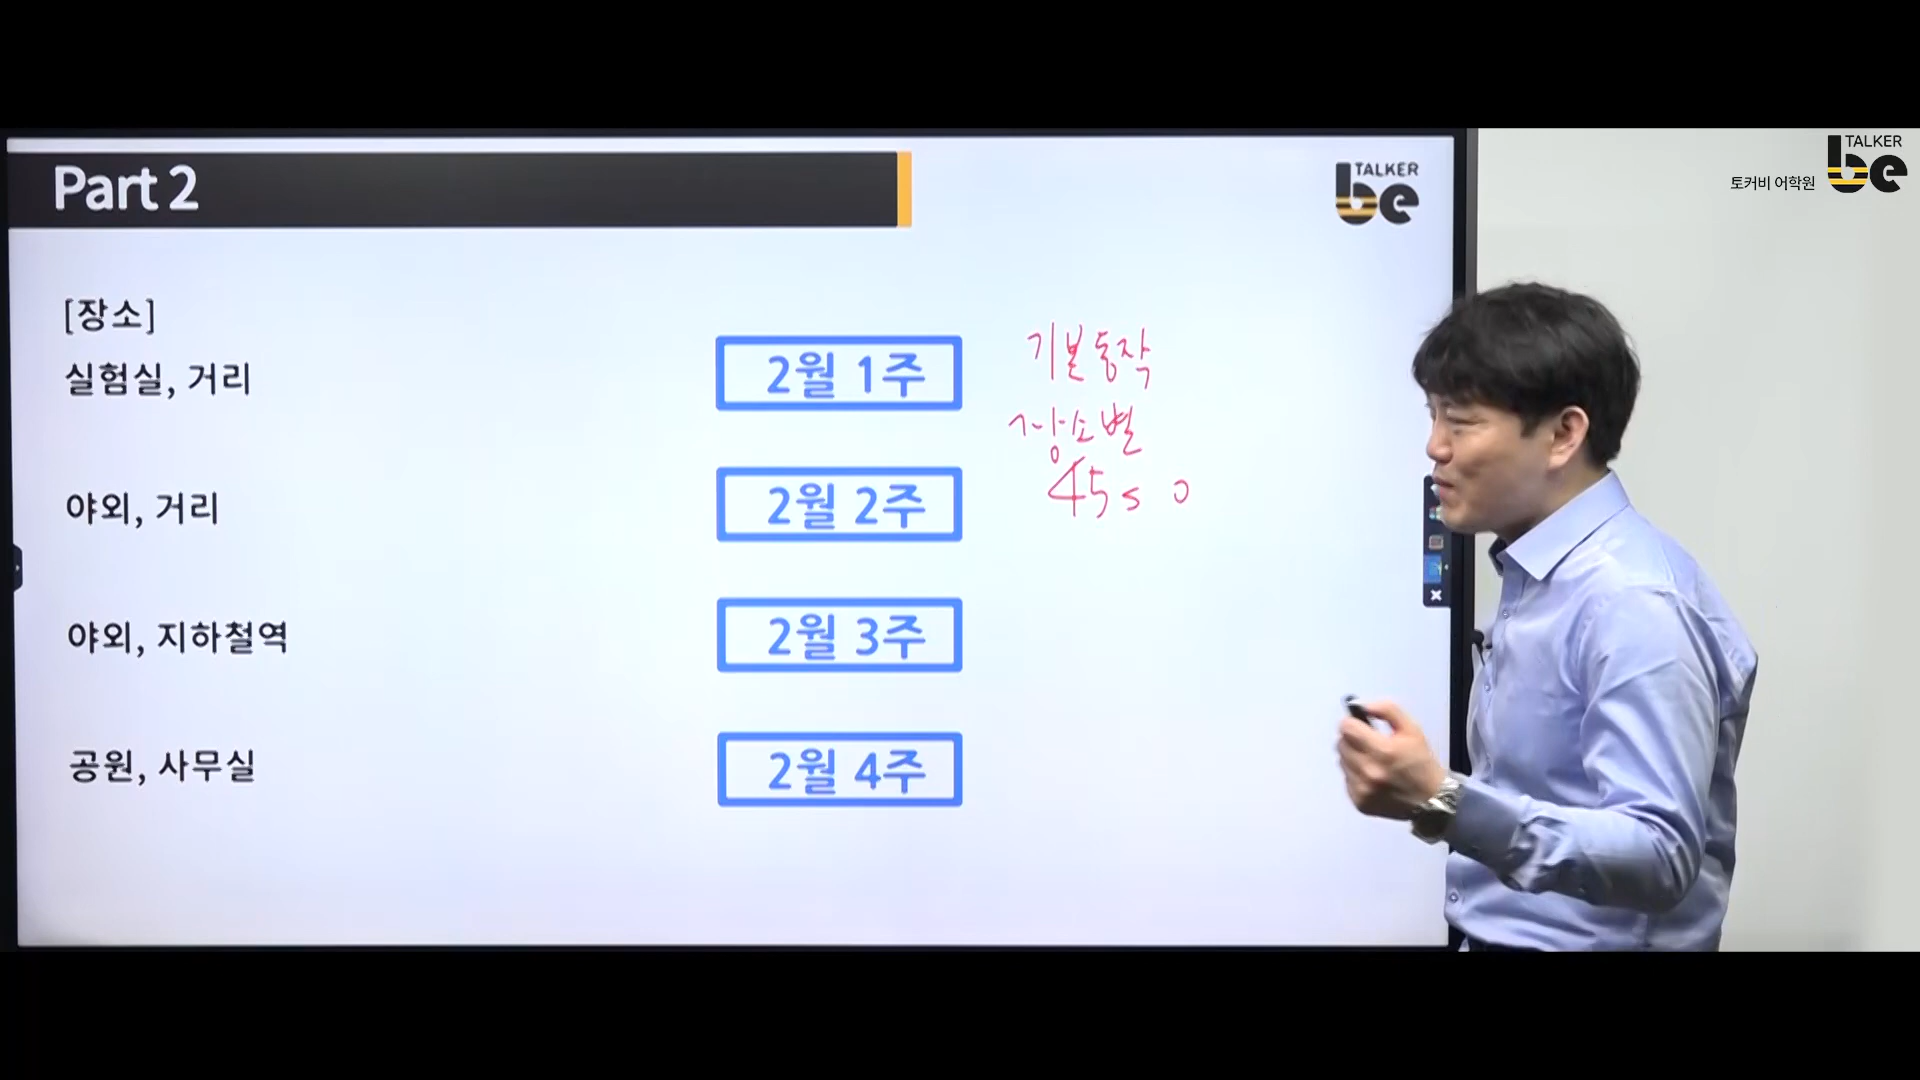 Part 2
TALKER
be
토커비 어학원
TALKER
be
[장소]
실험실, 거리
2월 1주
기본동작
장소별
45s 0
야외, 거리
2월 2주
야외, 지하철역
2월 3주
공원, 사무실
2월 4주